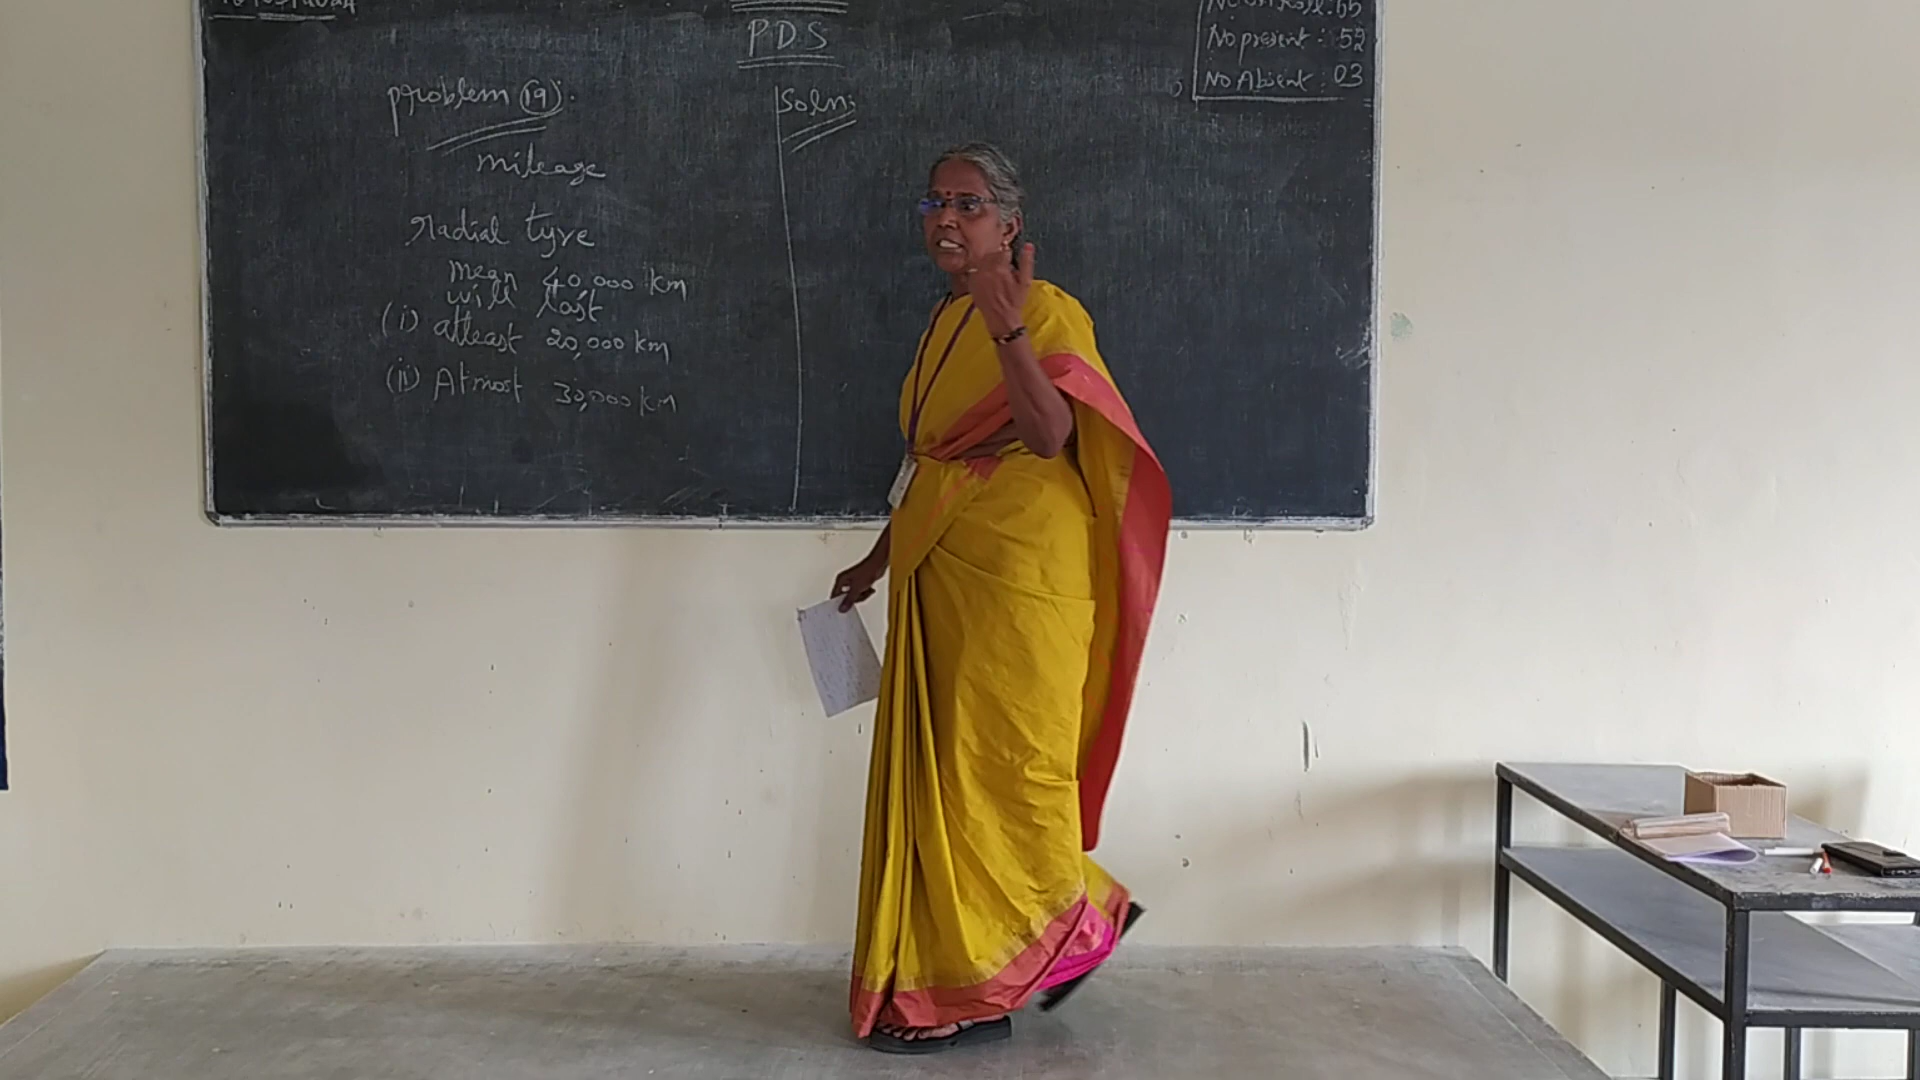 PDS
No present : 52
No Absent : 03
problem (19):
mileage
radial tyre
mean 40,000 km
will last
(i) atleast 20,000 km
(ii) Atmost 30,000 km
Soln: